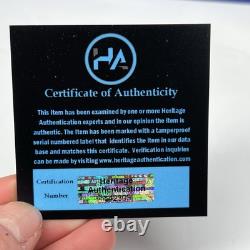 HA
Certificate of Authenticity
This item has been examined by one or more Heritage
Authentication experts and in our opinion the item is
authentic. The item has been marked with a tamperproof
serial numbered label that identifies the item in our data
base and matches this certificate. Verification inquiries
can be made by visiting www.heritageauthentication.com
Certification
Number
Heritage
Authentication